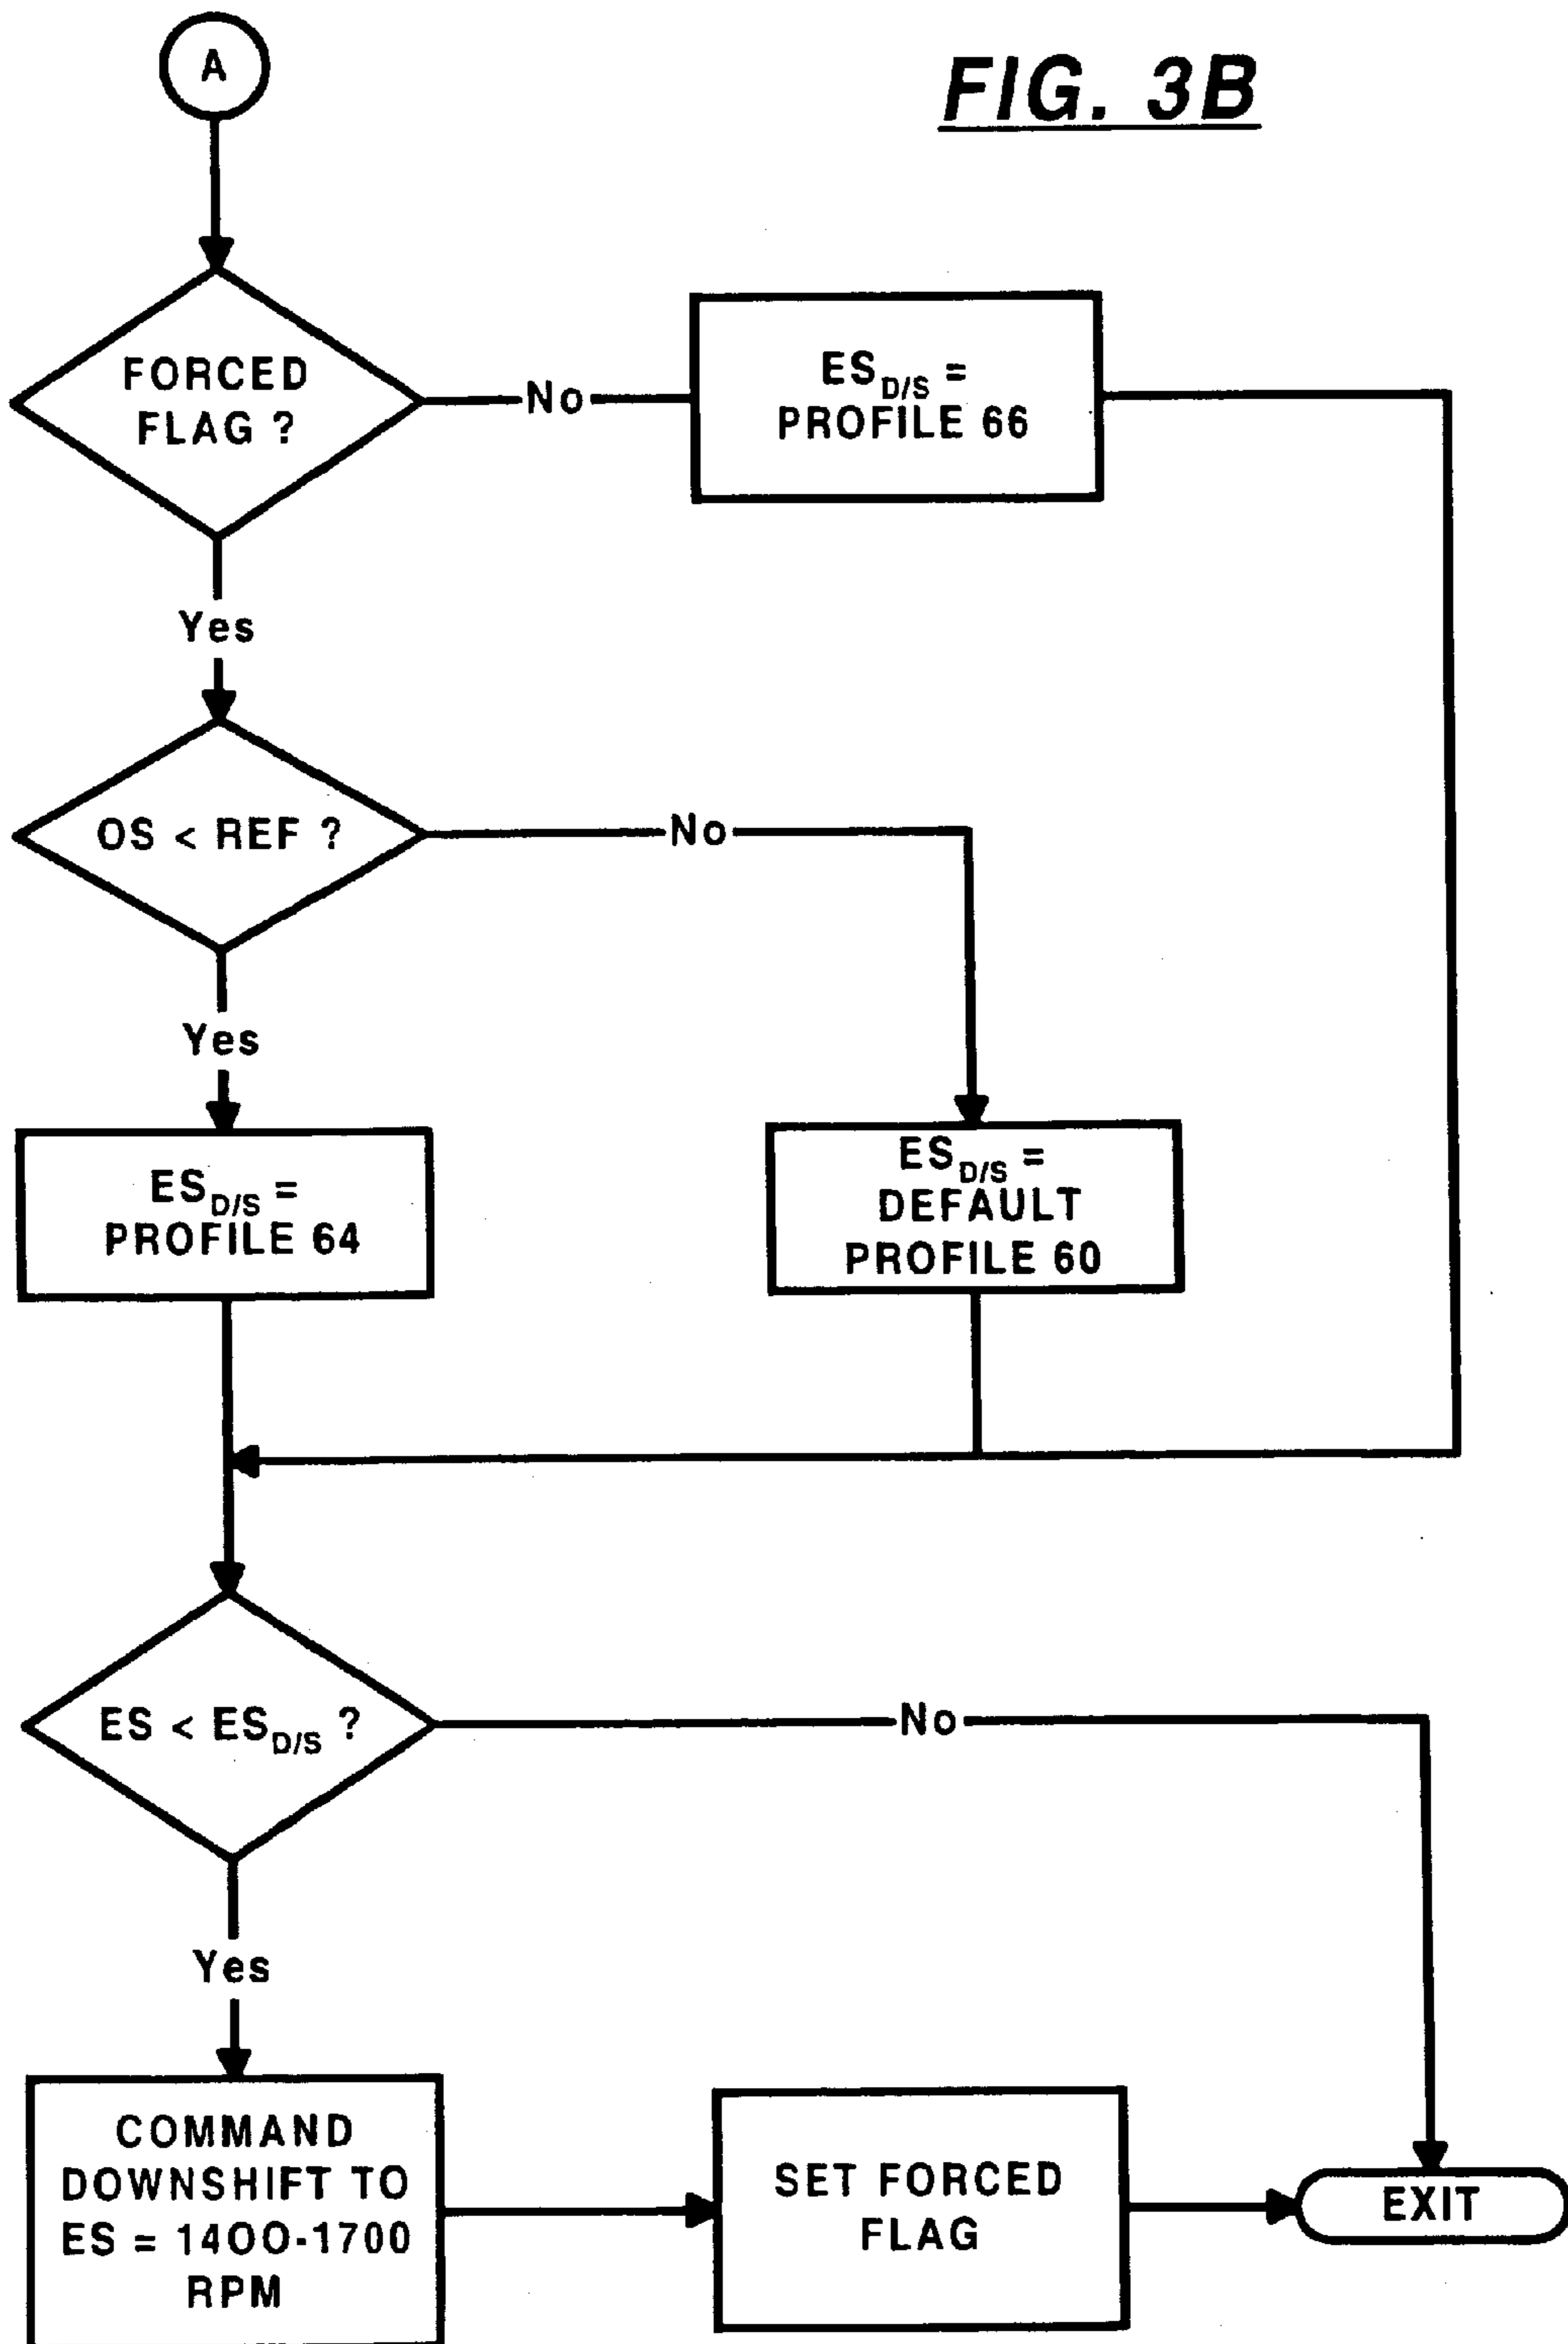 A
FIG. 3B
FORCED
FLAG ?
No
ES D/S =
PROFILE 66
Yes
OS < REF ?
No
Yes
ES D/S =
PROFILE 64
ES D/S =
DEFAULT
PROFILE 60
ES < ES D/S ?
No
Yes
COMMAND
DOWNSHIFT TO
ES = 1400-1700
RPM
SET FORCED
FLAG
EXIT